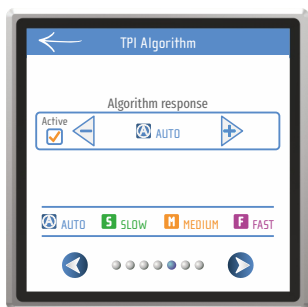 TPI Algorithm
Algorithm response
Active
A AUTO
A AUTO S SLOW M MEDIUM F FAST